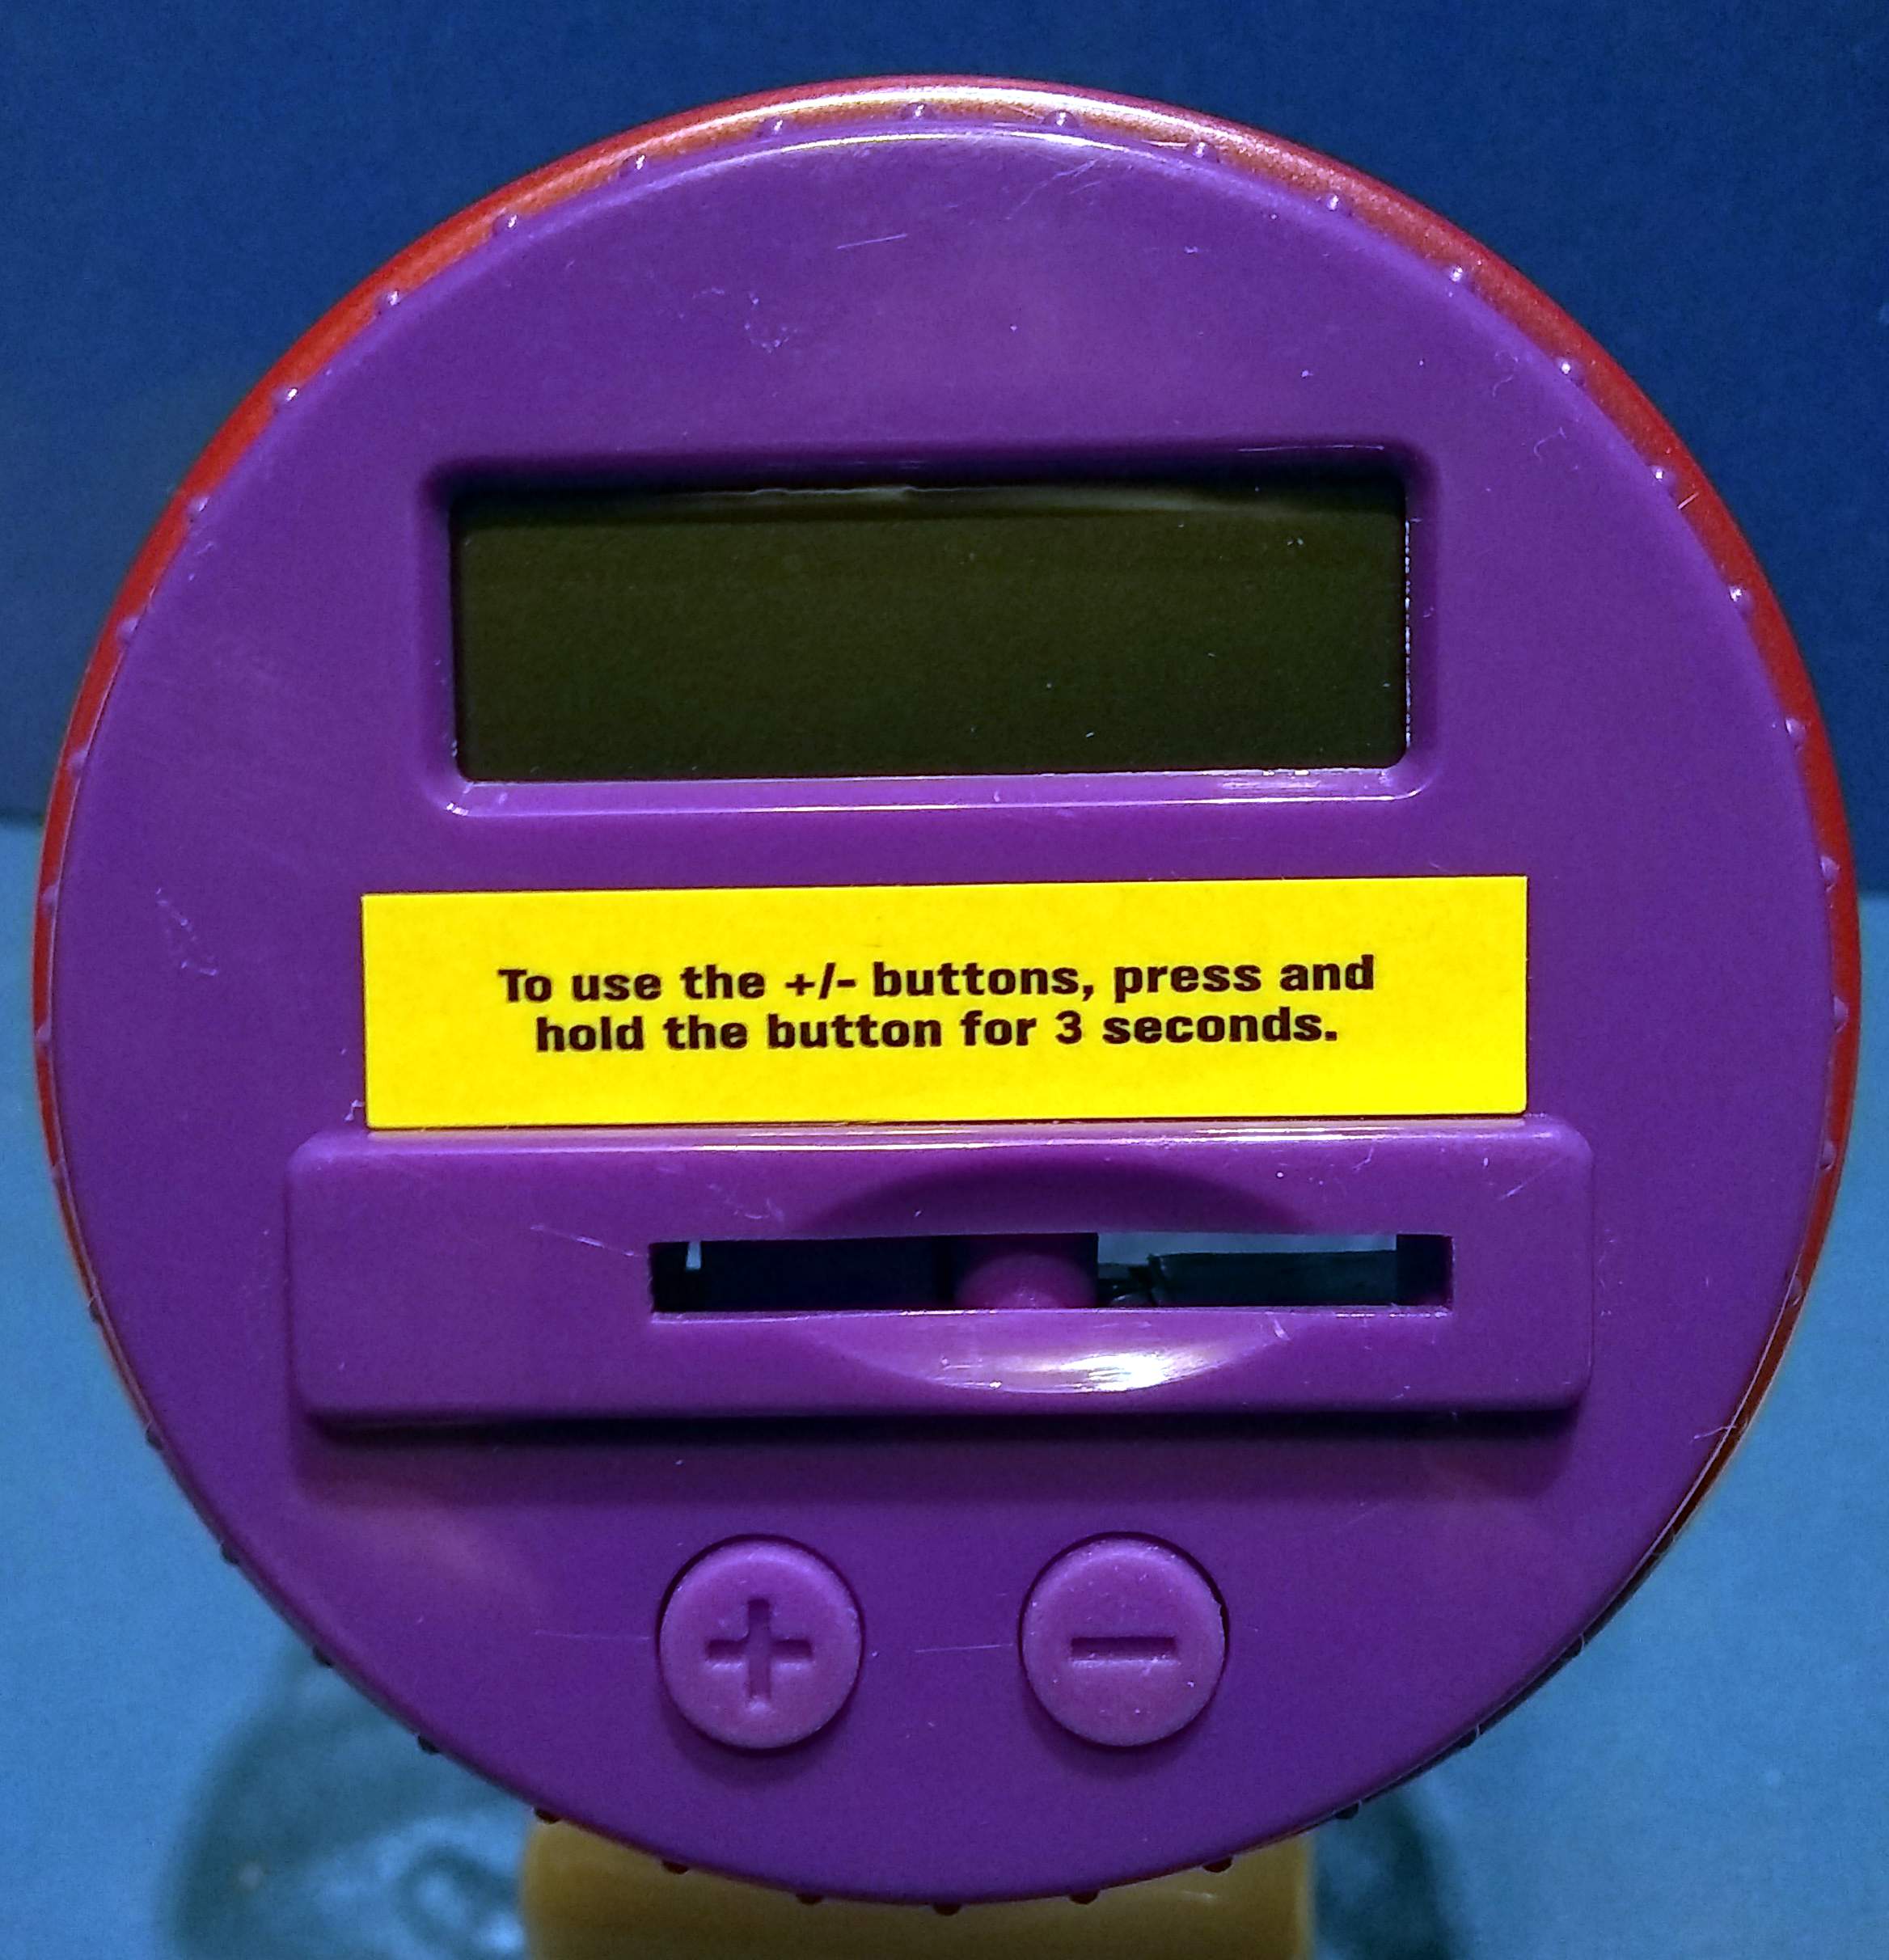 To use the +/- buttons, press and
hold the button for 3 seconds.
+ -